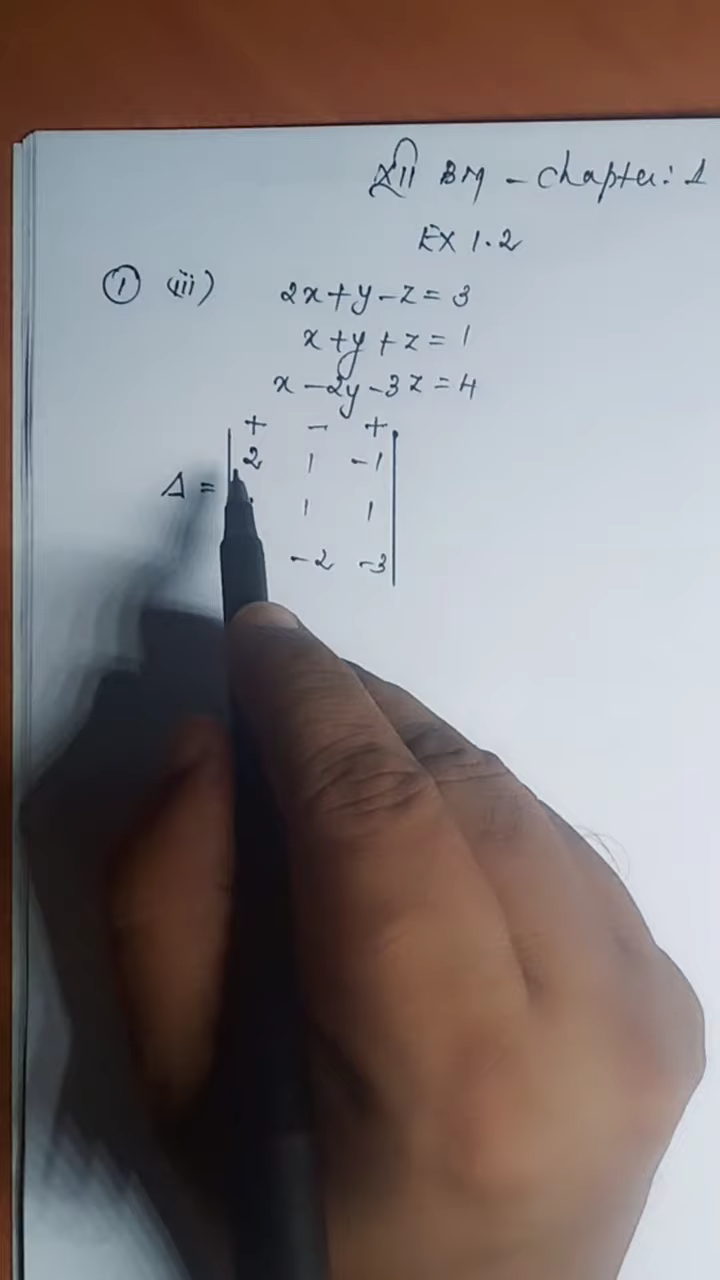 XII BM - Chapter: 1
EX 1.2
① (iii) 2x+y-z=3
x+y+z=1
x-2y-3z=4
+ - +
2 1 -1
Δ =
1 1
-2 -3